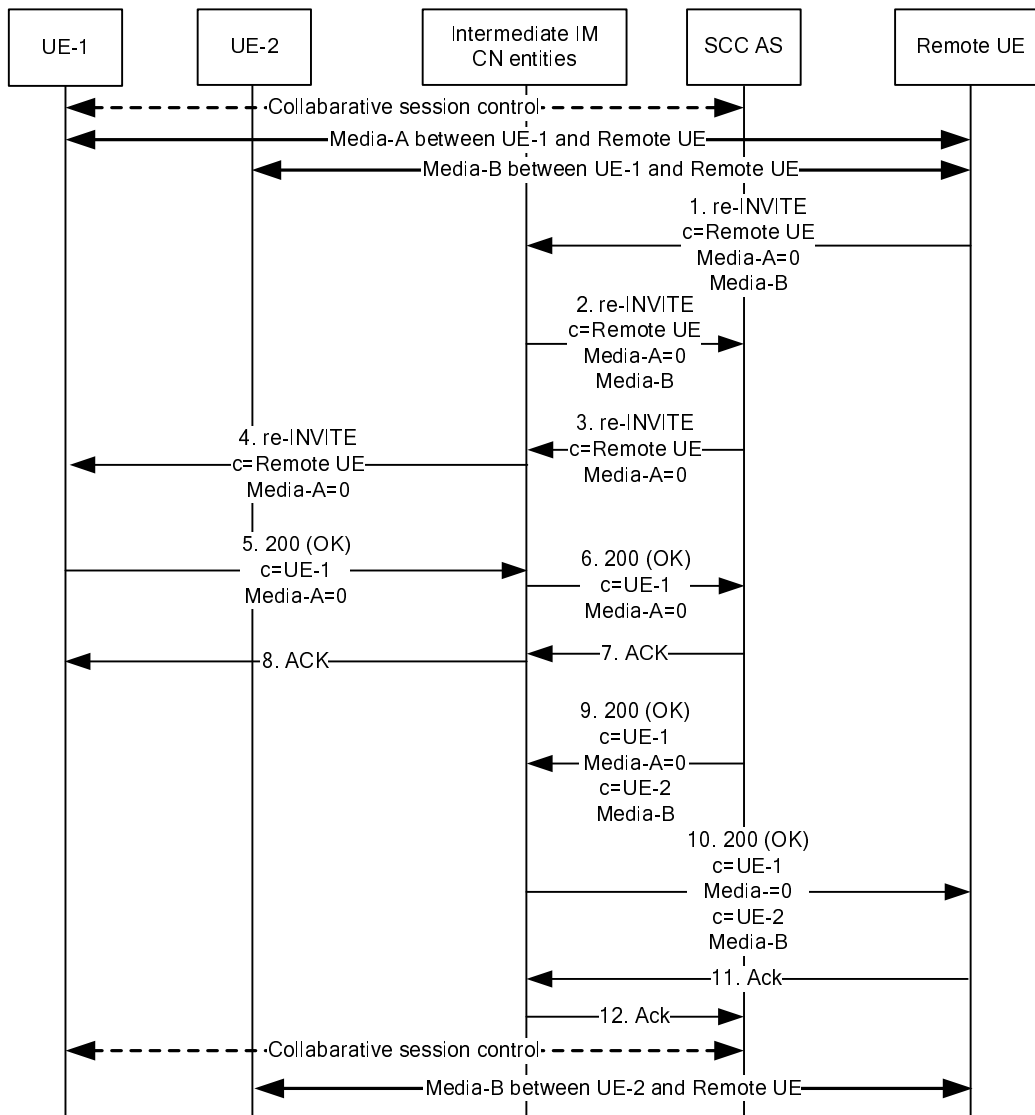 UE-1
UE-2
Intermediate IM
CN entities
SCC AS
Remote UE
Collabarative session control
Media-A between UE-1 and Remote UE
Media-B between UE-1 and Remote UE
1. re-INVITE
c=Remote UE
Media-A=0
Media-B
2. re-INVITE
c=Remote UE
Media-A=0
Media-B
3. re-INVITE
c=Remote UE
Media-A=0
4. re-INVITE
c=Remote UE
Media-A=0
5. 200 (OK)
c=UE-1
Media-A=0
6. 200 (OK)
c=UE-1
Media-A=0
7. ACK
8. ACK
9. 200 (OK)
c=UE-1
Media-A=0
c=UE-2
Media-B
10. 200 (OK)
c=UE-1
Media-=0
c=UE-2
Media-B
11. Ack
12. Ack
Collabarative session control
Media-B between UE-2 and Remote UE